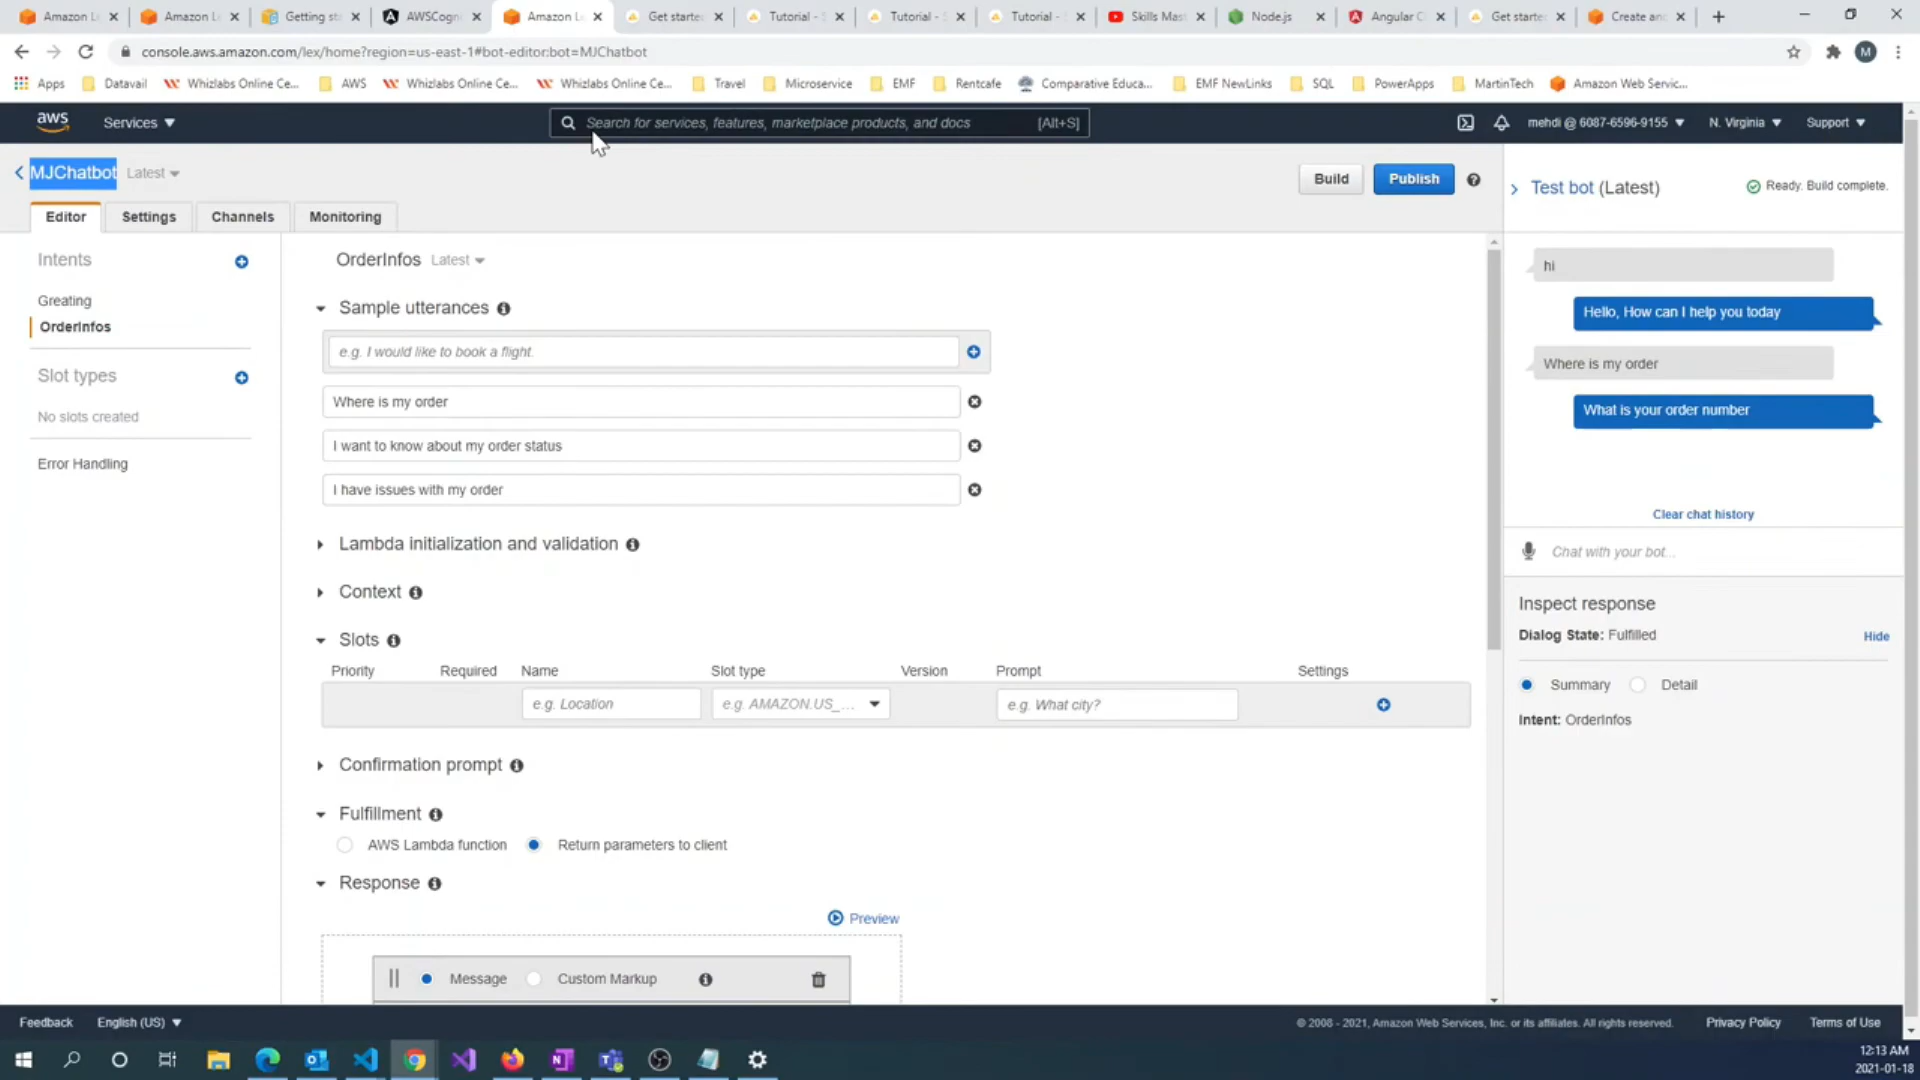 Amazon L
Amazon L
Getting st
AWSCogn
Amazon L
Get starte
Tutorial - S
Tutorial - S
Tutorial - S
Skills Mas
Node.js
Angular C
Get starte
Create an
console.aws.amazon.com/lex/home?region=us-east-1#bot-editor:bot=MJChatbot
M
Apps
Datavail
Whizlabs Online Ce...
AWS
Whizlabs Online Ce...
Whizlabs Online Ce...
Travel
Microservice
EMF
Rentcafe
Comparative Educa...
EMF NewLinks
SQL
PowerApps
MartinTech
Amazon Web Servic...
aws
Services
Search for services, features, marketplace products, and docs
[Alt+S]
mehdi @ 6087-6596-9155
N. Virginia
Support
MJChatbot
Latest
Build
Publish
Test bot (Latest)
Ready. Build complete.
Editor
Settings
Channels
Monitoring
Intents
Greating
OrderInfos
Slot types
No slots created
Error Handling
OrderInfos Latest
Sample utterances
e.g. I would like to book a flight.
Where is my order
I want to know about my order status
I have issues with my order
Lambda initialization and validation
Context
Slots
Priority
Required
Name
Slot type
Version
Prompt
Settings
e.g. Location
e.g. AMAZON.US_...
e.g. What city?
Confirmation prompt
Fulfillment
AWS Lambda function
Return parameters to client
Response
Preview
Message
Custom Markup
hi
Hello, How can I help you today
Where is my order
What is your order number
Clear chat history
Chat with your bot...
Inspect response
Dialog State: Fulfilled
Hide
Summary
Detail
Intent: OrderInfos
Feedback
English (US)
© 2008 - 2021, Amazon Web Services, Inc. or its affiliates. All rights reserved.
Privacy Policy
Terms of Use
12:13 AM
2021-01-18